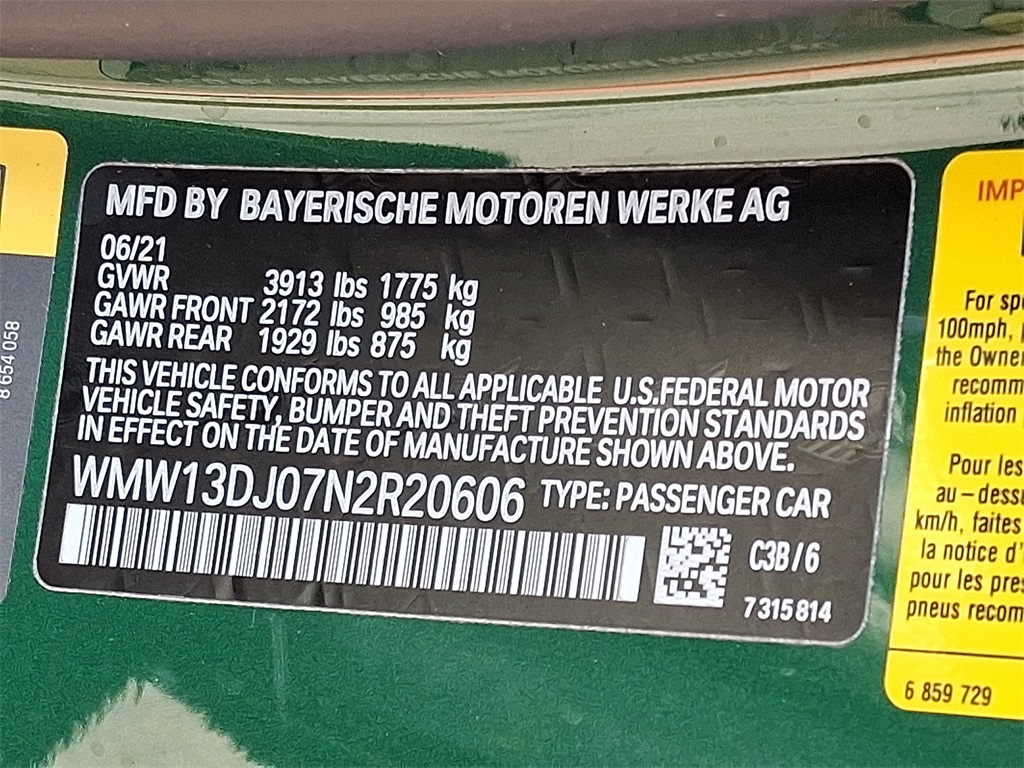 MFD BY BAYERISCHE MOTOREN WERKE AG
06/21
GVWR 3913 lbs 1775 kg
GAWR FRONT 2172 lbs 985 kg
GAWR REAR 1929 lbs 875 kg
THIS VEHICLE CONFORMS TO ALL APPLICABLE U.S.FEDERAL MOTOR
VEHICLE SAFETY, BUMPER AND THEFT PREVENTION STANDARDS
IN EFFECT ON THE DATE OF MANUFACTURE SHOWN ABOVE.
WMW13DJ07N2R20606 TYPE: PASSENGER CAR
C3B/6
7315814
8 654 058
IMP
For spe
100mph,
the Owner
recomm
inflation
Pour les
au-dessu
km/h, faites
la notice d'
pour les pres
pneus recom
6 859 729